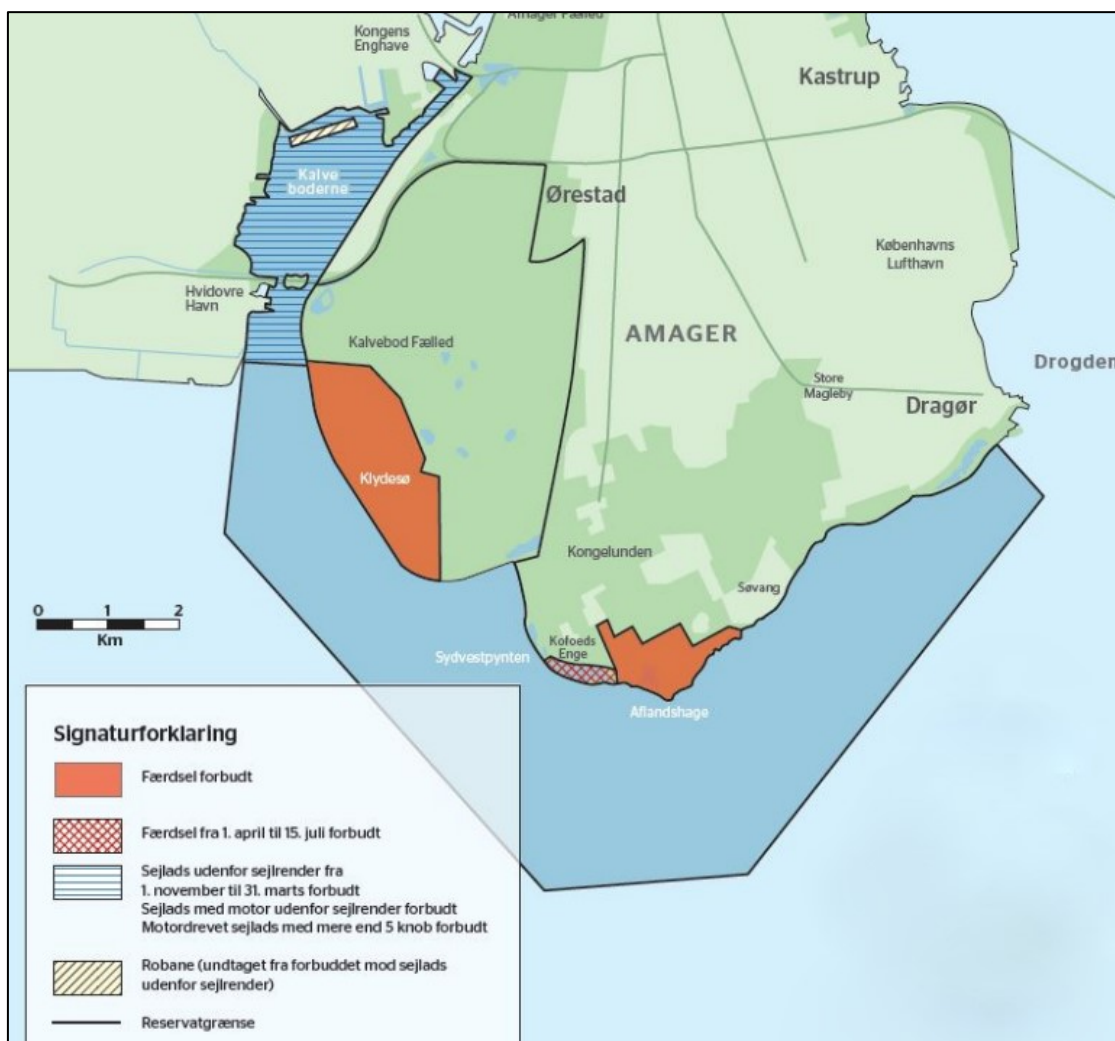 Amager Fælled
Kongens
Enghave
Kastrup
Kalve
boderne
Ørestad
Københavns
Lufthavn
Hvidovre
Havn
Kalvebod Fælled
AMAGER
Drogden
Store
Magleby
Dragør
Klydesø
Kongelunden
Søvang
0 1 2
Km
Kofoeds
Enge
Sydvestpynten
Aflandshage
Signaturforklaring
Færdsel forbudt
Færdsel fra 1. april til 15. juli forbudt
Sejlads udenfor sejlrender fra
1. november til 31. marts forbudt
Sejlads med motor udenfor sejlrender forbudt
Motordrevet sejlads med mere end 5 knob forbudt
Robane (undtaget fra forbuddet mod sejlads
udenfor sejlrender)
Reservatgrænse